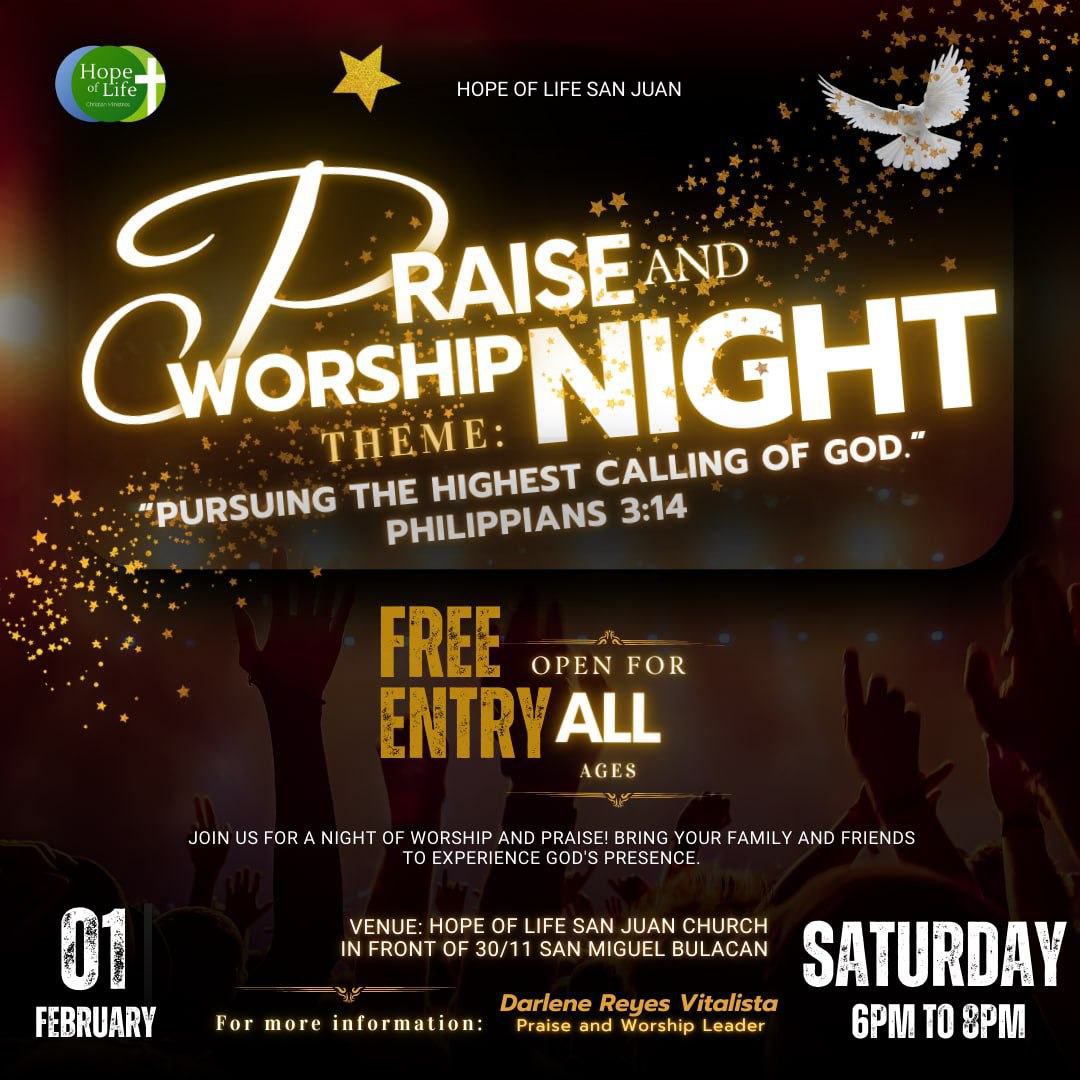 Hope
of Life
Christian Ministries
HOPE OF LIFE SAN JUAN
PRAISE AND
WORSHIP NIGHT
THEME:
"PURSUING THE HIGHEST CALLING OF GOD."
PHILIPPIANS 3:14
FREE
ENTRY
OPEN FOR
ALL
AGES
JOIN US FOR A NIGHT OF WORSHIP AND PRAISE! BRING YOUR FAMILY AND FRIENDS
TO EXPERIENCE GOD'S PRESENCE.
01
FEBRUARY
VENUE: HOPE OF LIFE SAN JUAN CHURCH
IN FRONT OF 30/11 SAN MIGUEL BULACAN
SATURDAY
6PM TO 8PM
For more information:
Darlene Reyes Vitalista
Praise and Worship Leader